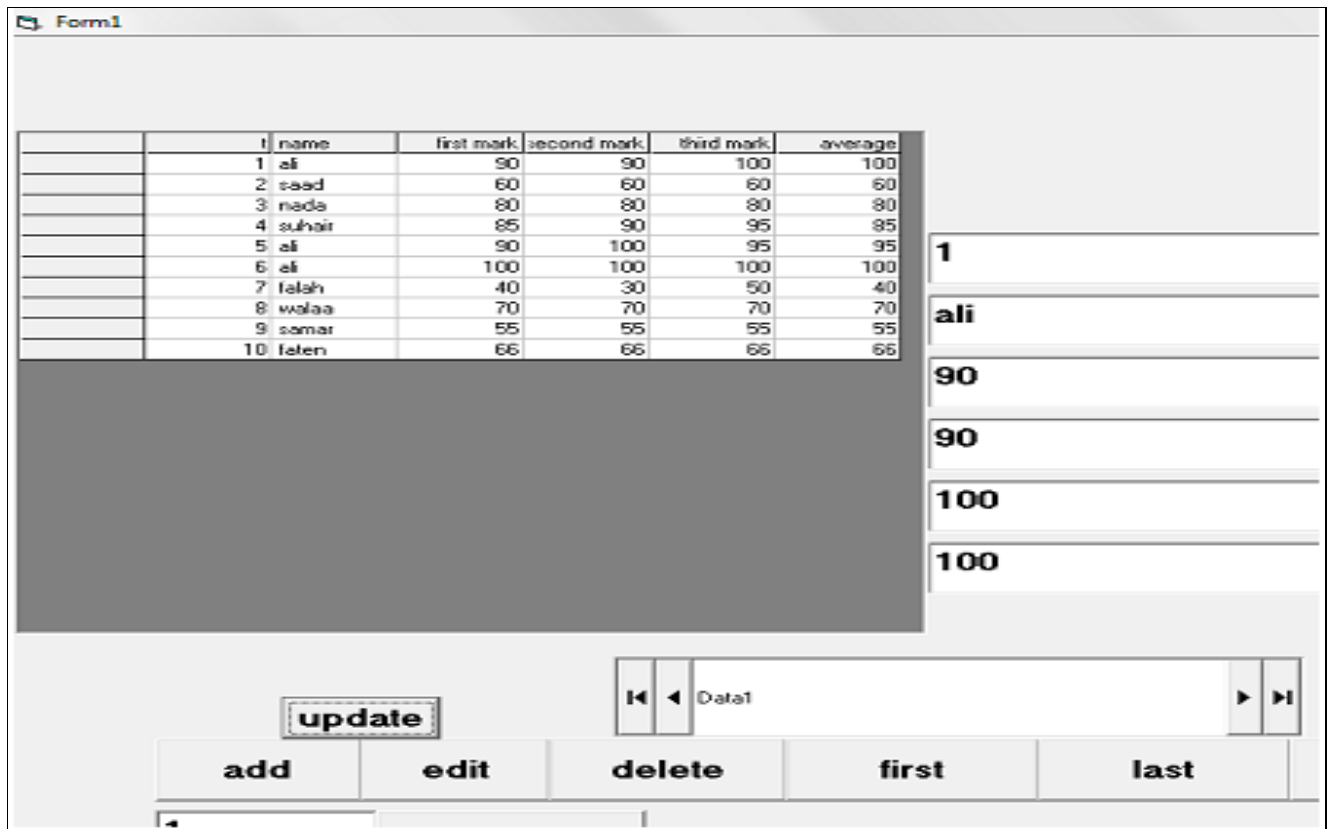 Form1
t name first mark second mark third mark average
1 ali 90 90 100 100
2 saad 60 60 60 60
3 nada 80 80 80 80
4 suhair 85 90 95 85
5 ali 90 100 95 95
6 ali 100 100 100 100
7 falah 40 30 50 40
8 walaa 70 70 70 70
9 samar 55 55 55 55
10 faten 66 66 66 66
1
ali
90
90
100
100
Data1
update
add edit delete first last
1